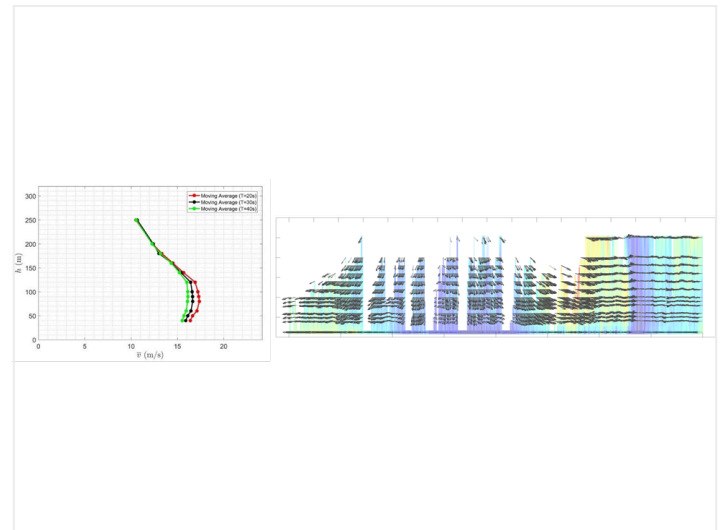 300
250
200
150
100
50
0
h (m)
0 5 10 15 20
v̄ (m/s)
Moving Average (T=20s)
Moving Average (T=30s)
Moving Average (T=40s)